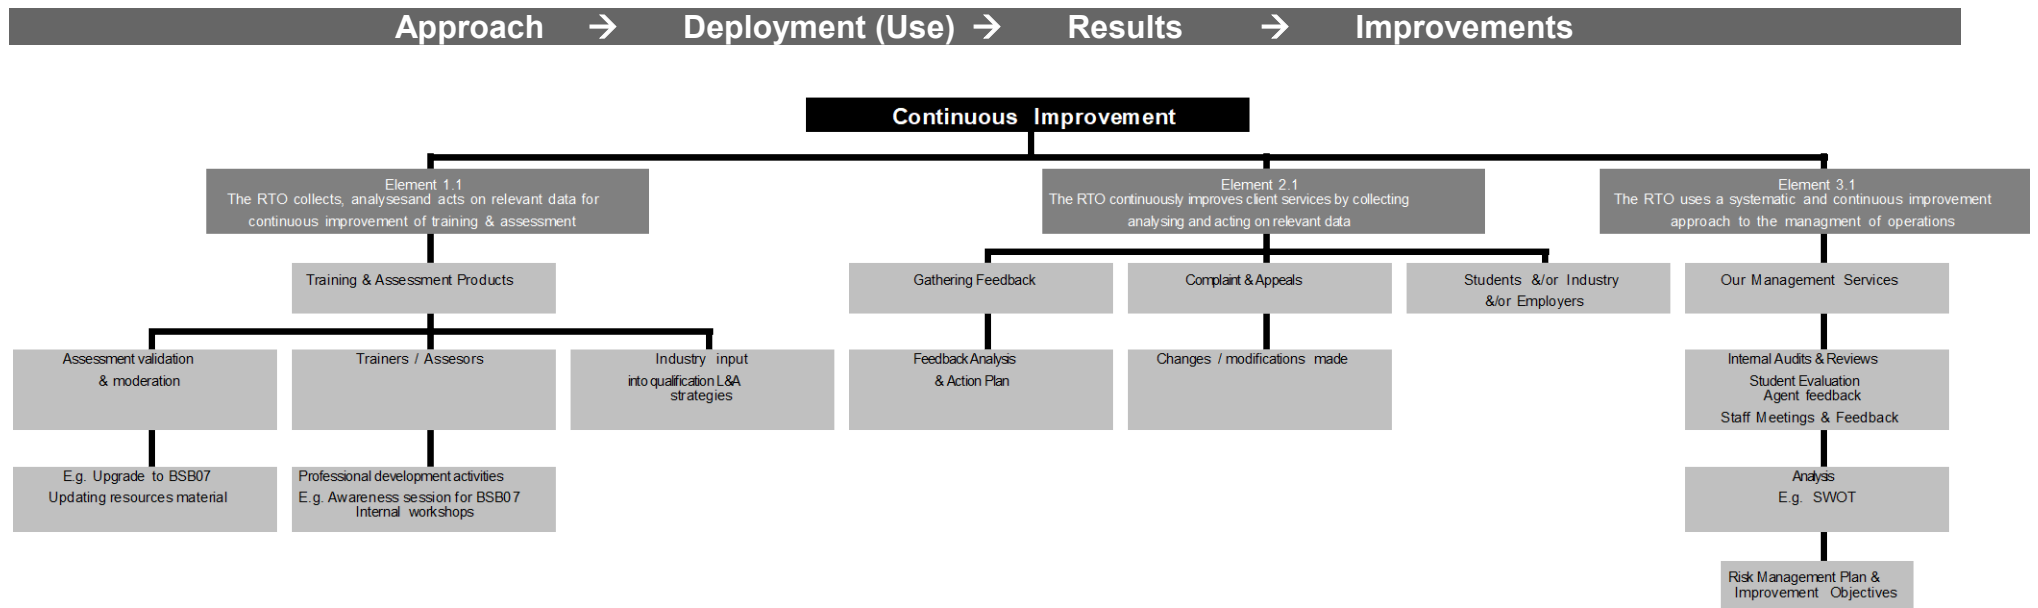 Approach → Deployment (Use) → Results → Improvements
Continuous Improvement
Element 1.1
The RTO collects, analysesand acts on relevant data for
continuous improvement of training & assessment
Element 2.1
The RTO continuously improves client services by collecting
analysing and acting on relevant data
Element 3.1
The RTO uses a systematic and continuous improvement
approach to the managment of operations
Training & Assessment Products
Gathering Feedback
Complaint & Appeals
Students &/or Industry
&/or Employers
Our Management Services
Assessment validation
& moderation
Trainers / Assesors
Industry input
into qualification L&A
strategies
Feedback Analysis
& Action Plan
Changes / modifications made
Internal Audits & Reviews
Student Evaluation
Agent feedback
Staff Meetings & Feedback
E.g. Upgrade to BSB07
Updating resources material
Professional development activities
E.g. Awareness session for BSB07
Internal workshops
Analysis
E.g. SWOT
Risk Management Plan &
Improvement Objectives